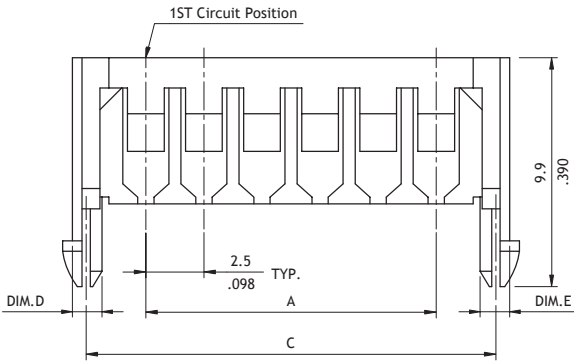 1ST Circuit Position
9.9
.390
2.5
.098
TYP.
DIM.D
A
DIM.E
C